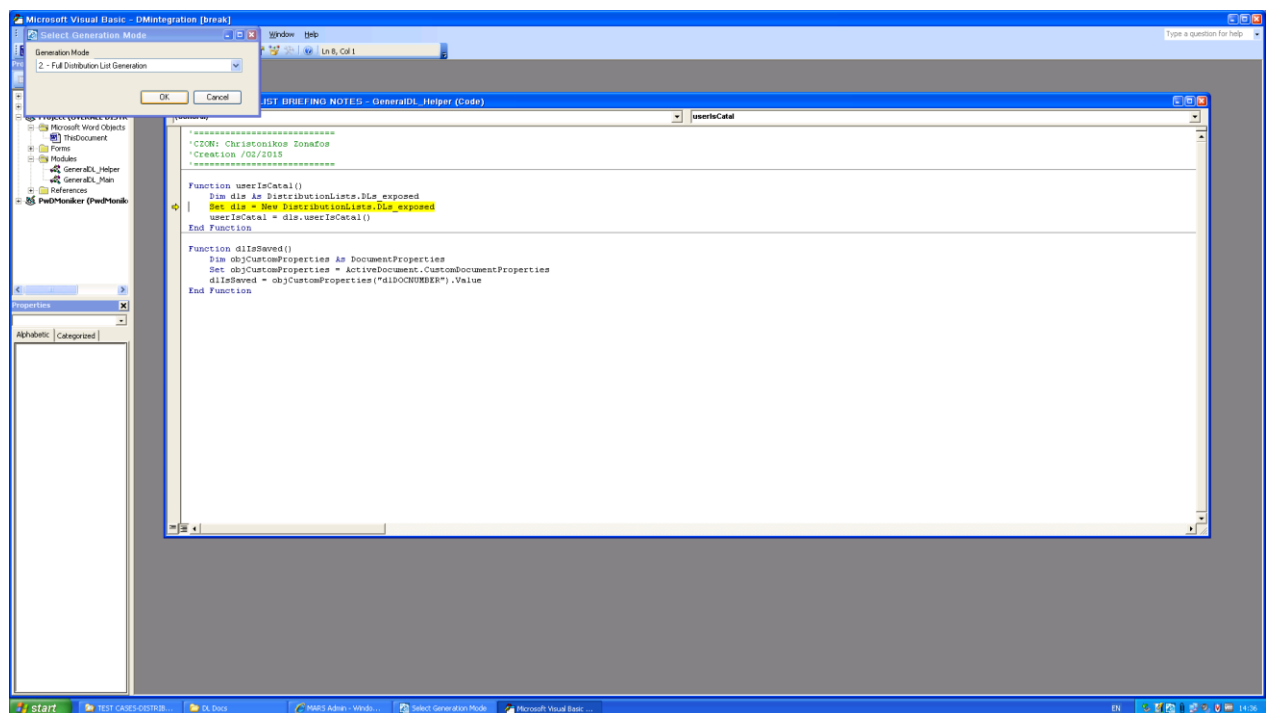 Microsoft Visual Basic - DMintegration [break]
Select Generation Mode
Window Help
Type a question for help
Generation Mode
Ln 8, Col 1
2. - Full Distribution List Generation
OK Cancel
LIST BRIEFING NOTES - GeneralDL_Helper (Code)
userIsCatal
Microsoft Word Objects
ThisDocument
Forms
Modules
GeneralDL_Helper
GeneralDL_Main
References
PwDMoniker (PwdMonik
'===========================
'CZON: Christonikos Zonafos
'Creation /02/2015
'===========================
Function userIsCatal()
Dim dls As DistributionLists.DLs_exposed
Set dls = New DistributionLists.DLs_exposed
userIsCatal = dls.userIsCatal()
End Function
Function dlIsSaved()
Dim objCustomProperties As DocumentProperties
Set objCustomProperties = ActiveDocument.CustomDocumentProperties
dlIsSaved = objCustomProperties("dlDOCNUMBER").Value
End Function
Properties
Alphabetic Categorized
start TEST CASES-DISTRIB... DL Docs MARS Admin - Windo... Select Generation Mode Microsoft Visual Basic ... EN 14:36